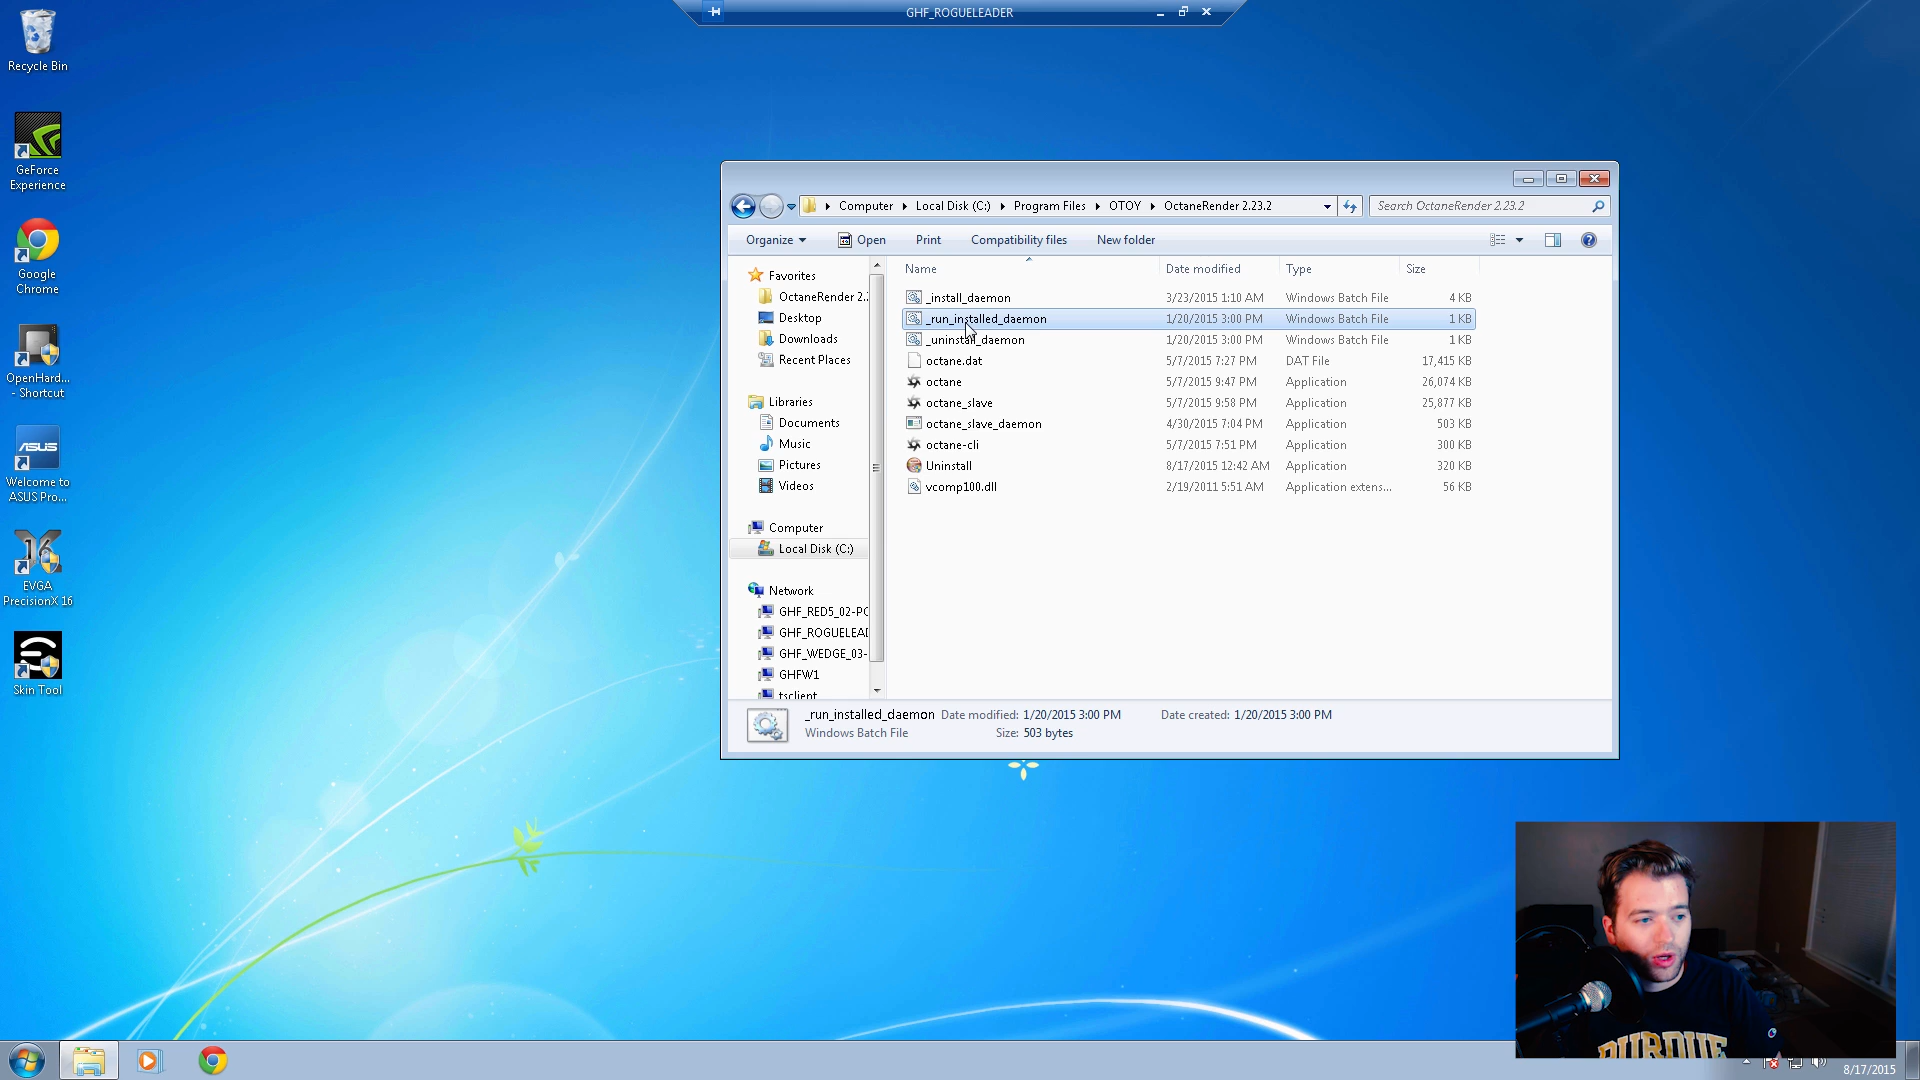 GHF_ROGUELEADER
Recycle Bin
GeForce
Experience
Google
Chrome
OpenHard...
- Shortcut
ASUS
Welcome to
ASUS Pro...
16
EVGA
PrecisionX 16
Skin Tool
Computer Local Disk (C:) Program Files OTOY OctaneRender 2.23.2
Search OctaneRender 2.23.2
Organize Open Print Compatibility files New folder
Favorites
OctaneRender 2.
Desktop
Downloads
Recent Places
Libraries
Documents
Music
Pictures
Videos
Computer
Local Disk (C:)
Network
GHF_RED5_02-PC
GHF_ROGUELEAD
GHF_WEDGE_03-
GHFW1
tsclient
Name Date modified Type Size
_install_daemon 3/23/2015 1:10 AM Windows Batch File 4 KB
_run_installed_daemon 1/20/2015 3:00 PM Windows Batch File 1 KB
_uninstall_daemon 1/20/2015 3:00 PM Windows Batch File 1 KB
octane.dat 5/7/2015 7:27 PM DAT File 17,415 KB
octane 5/7/2015 9:47 PM Application 26,074 KB
octane_slave 5/7/2015 9:58 PM Application 25,877 KB
octane_slave_daemon 4/30/2015 7:04 PM Application 503 KB
octane-cli 5/7/2015 7:51 PM Application 300 KB
Uninstall 8/17/2015 12:42 AM Application 320 KB
vcomp100.dll 2/19/2011 5:51 AM Application extens... 56 KB
_run_installed_daemon Date modified: 1/20/2015 3:00 PM Date created: 1/20/2015 3:00 PM
Windows Batch File Size: 503 bytes
PURDUE
8/17/2015